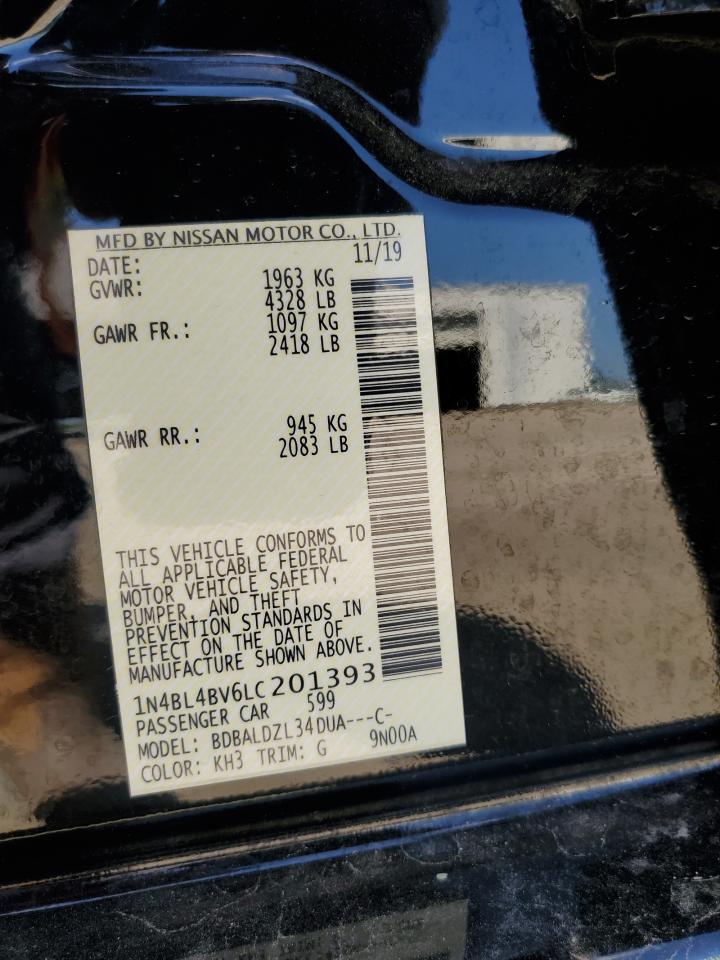 MFD BY NISSAN MOTOR CO., LTD.
DATE: 11/19
GVWR: 1963 KG
4328 LB
GAWR FR.: 1097 KG
2418 LB
GAWR RR.: 945 KG
2083 LB
THIS VEHICLE CONFORMS TO
ALL APPLICABLE FEDERAL
MOTOR VEHICLE SAFETY,
BUMPER, AND THEFT
PREVENTION STANDARDS IN
EFFECT ON THE DATE OF
MANUFACTURE SHOWN ABOVE.
1N4BL4BV6LC201393
PASSENGER CAR 599
MODEL: BDBALDZL34DUA---C-
COLOR: KH3 TRIM: G 9N00A